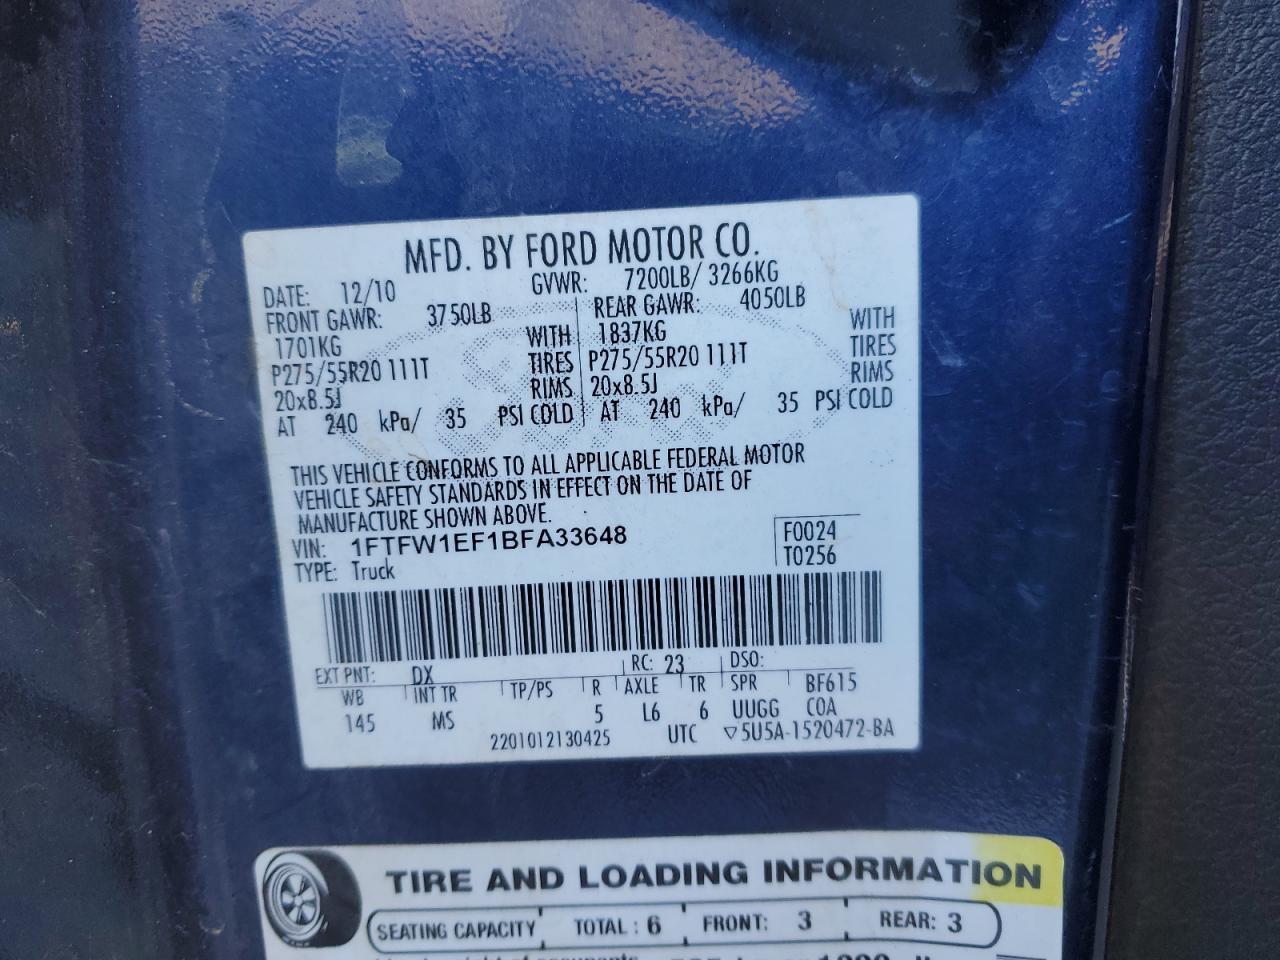 MFD. BY FORD MOTOR CO.
DATE: 12/10 GVWR: 7200LB/ 3266KG
FRONT GAWR: 3750LB REAR GAWR: 4050LB
1701KG WITH 1837KG WITH
P275/55R20 111T TIRES P275/55R20 111T TIRES
20x8.5J RIMS 20x8.5J RIMS
AT 240 kPa/ 35 PSI COLD AT 240 kPa/ 35 PSI COLD
THIS VEHICLE CONFORMS TO ALL APPLICABLE FEDERAL MOTOR
VEHICLE SAFETY STANDARDS IN EFFECT ON THE DATE OF
MANUFACTURE SHOWN ABOVE.
VIN: 1FTFW1EF1BFA33648 F0024
TYPE: Truck T0256
EXT PNT: DX RC: 23 DSO:
WB INT TR TP/PS R AXLE TR SPR BF615
145 MS 5 L6 6 UUGG COA
2201012130425 UTC ▽5U5A-1520472-BA
TIRE AND LOADING INFORMATION
SEATING CAPACITY TOTAL : 6 FRONT: 3 REAR: 3